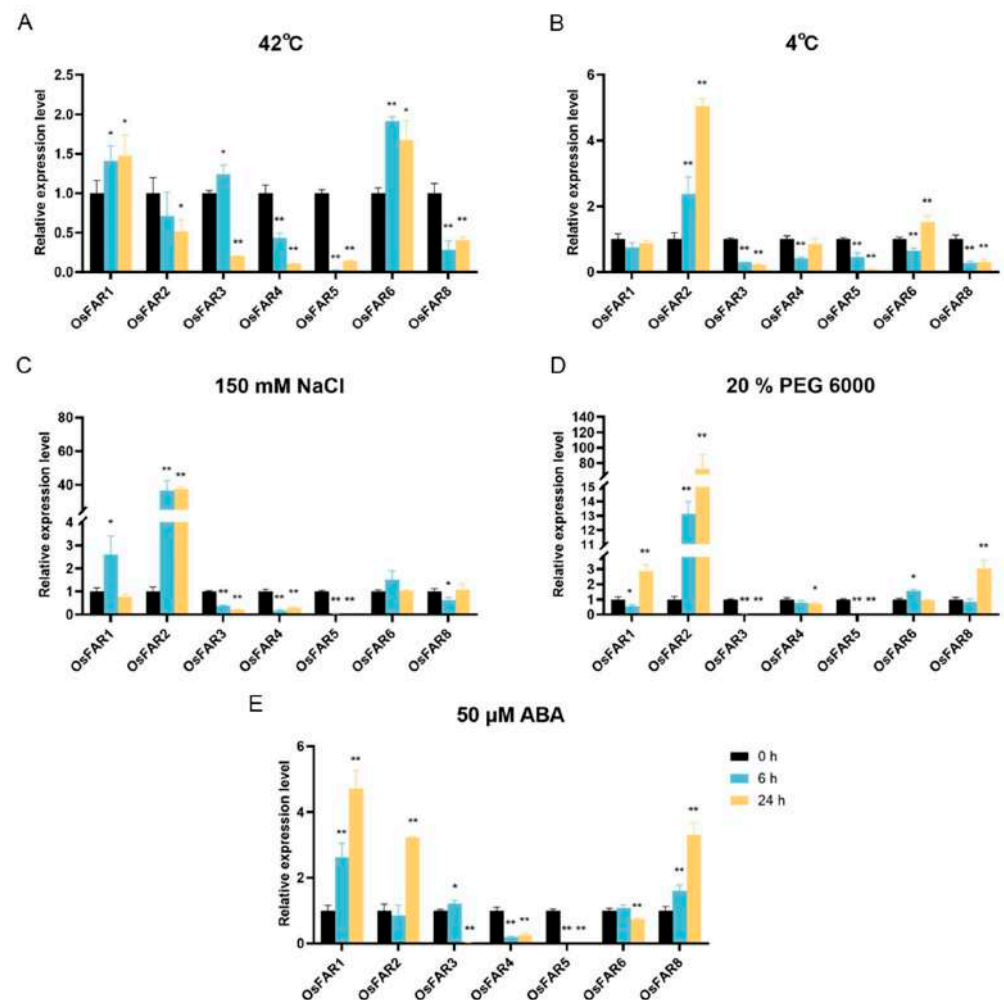 A
42°C
Relative expression level
2.5
2.0
1.5
1.0
0.5
0.0
* * * * ** ** ** ** ** ** * ** **
OsFAR1 OsFAR2 OsFAR3 OsFAR4 OsFAR5 OsFAR6 OsFAR8
B
4°C
Relative expression level
6
4
2
0
** ** ** ** ** ** ** ** ** ** **
OsFAR1 OsFAR2 OsFAR3 OsFAR4 OsFAR5 OsFAR6 OsFAR8
C
150 mM NaCl
Relative expression level
80
60
40
4
3
2
1
0
* ** ** ** ** ** ** ** ** *
OsFAR1 OsFAR2 OsFAR3 OsFAR4 OsFAR5 OsFAR6 OsFAR8
D
20 % PEG 6000
Relative expression level
140
120
100
80
60
15
14
13
11
3
2
1
0
* ** ** ** ** ** * ** ** * **
OsFAR1 OsFAR2 OsFAR3 OsFAR4 OsFAR5 OsFAR6 OsFAR8
E
50 µM ABA
Relative expression level
6
4
2
0
** ** ** * ** ** ** ** ** ** ** **
OsFAR1 OsFAR2 OsFAR3 OsFAR4 OsFAR5 OsFAR6 OsFAR8
0 h
6 h
24 h